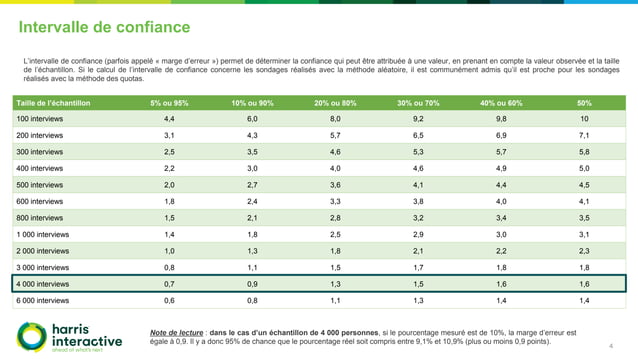 Intervalle de confiance
L’intervalle de confiance (parfois appelé « marge d’erreur ») permet de déterminer la confiance qui peut être attribuée à une valeur, en prenant en compte la valeur observée et la taille
de l’échantillon. Si le calcul de l’intervalle de confiance concerne les sondages réalisés avec la méthode aléatoire, il est communément admis qu’il est proche pour les sondages
réalisés avec la méthode des quotas.
Taille de l’échantillon 5% ou 95% 10% ou 90% 20% ou 80% 30% ou 70% 40% ou 60% 50%
100 interviews 4,4 6,0 8,0 9,2 9,8 10
200 interviews 3,1 4,3 5,7 6,5 6,9 7,1
300 interviews 2,5 3,5 4,6 5,3 5,7 5,8
400 interviews 2,2 3,0 4,0 4,6 4,9 5,0
500 interviews 2,0 2,7 3,6 4,1 4,4 4,5
600 interviews 1,8 2,4 3,3 3,8 4,0 4,1
800 interviews 1,5 2,1 2,8 3,2 3,4 3,5
1 000 interviews 1,4 1,8 2,5 2,9 3,0 3,1
2 000 interviews 1,0 1,3 1,8 2,1 2,2 2,3
3 000 interviews 0,8 1,1 1,5 1,7 1,8 1,8
4 000 interviews 0,7 0,9 1,3 1,5 1,6 1,6
6 000 interviews 0,6 0,8 1,1 1,3 1,4 1,4
harris
interactive
ahead of what's next
Note de lecture : dans le cas d’un échantillon de 4 000 personnes, si le pourcentage mesuré est de 10%, la marge d’erreur est
égale à 0,9. Il y a donc 95% de chance que le pourcentage réel soit compris entre 9,1% et 10,9% (plus ou moins 0,9 points).
4